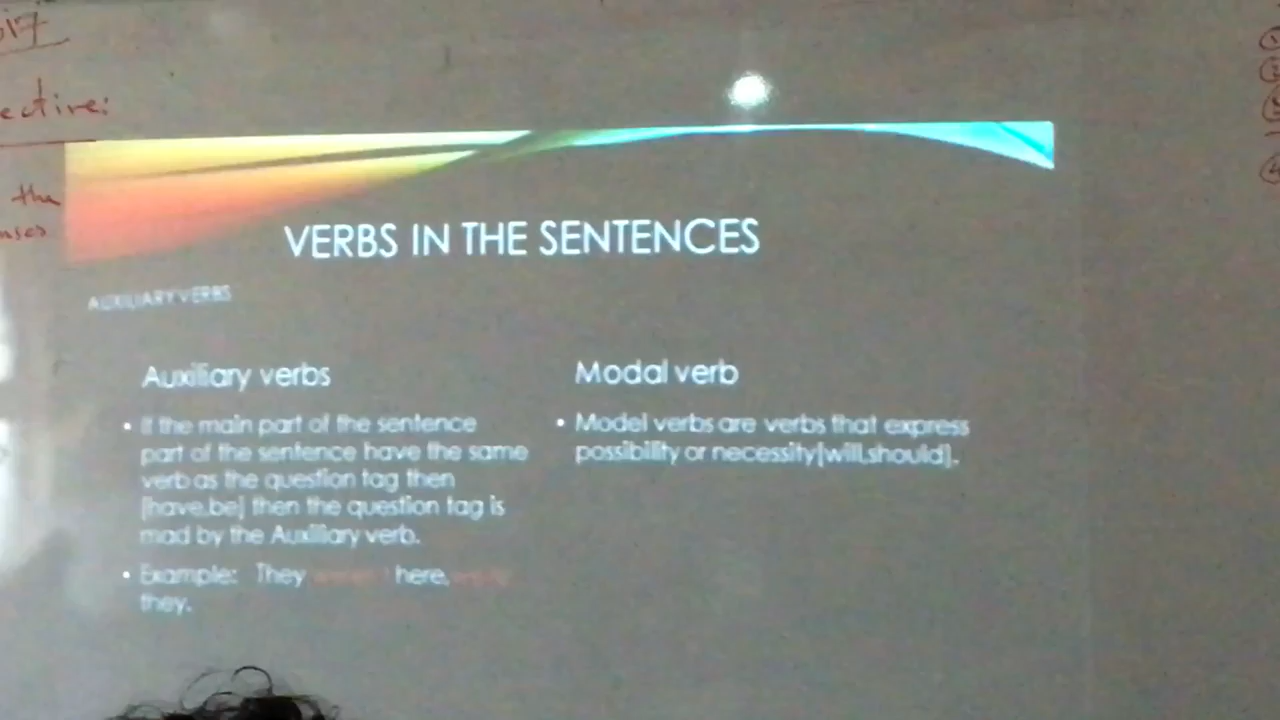 ective:
the
VERBS IN THE SENTENCES
AUXILIARY VERBS
Auxiliary verbs
• If the main part of the sentence
part of the sentence have the same
verb as the question tag then
[have,be] then the question tag is
mad by the Auxiliary verb.
• Example: They here,
they.
Modal verb
• Model verbs are verbs that express
possibility or necessity[will,should].